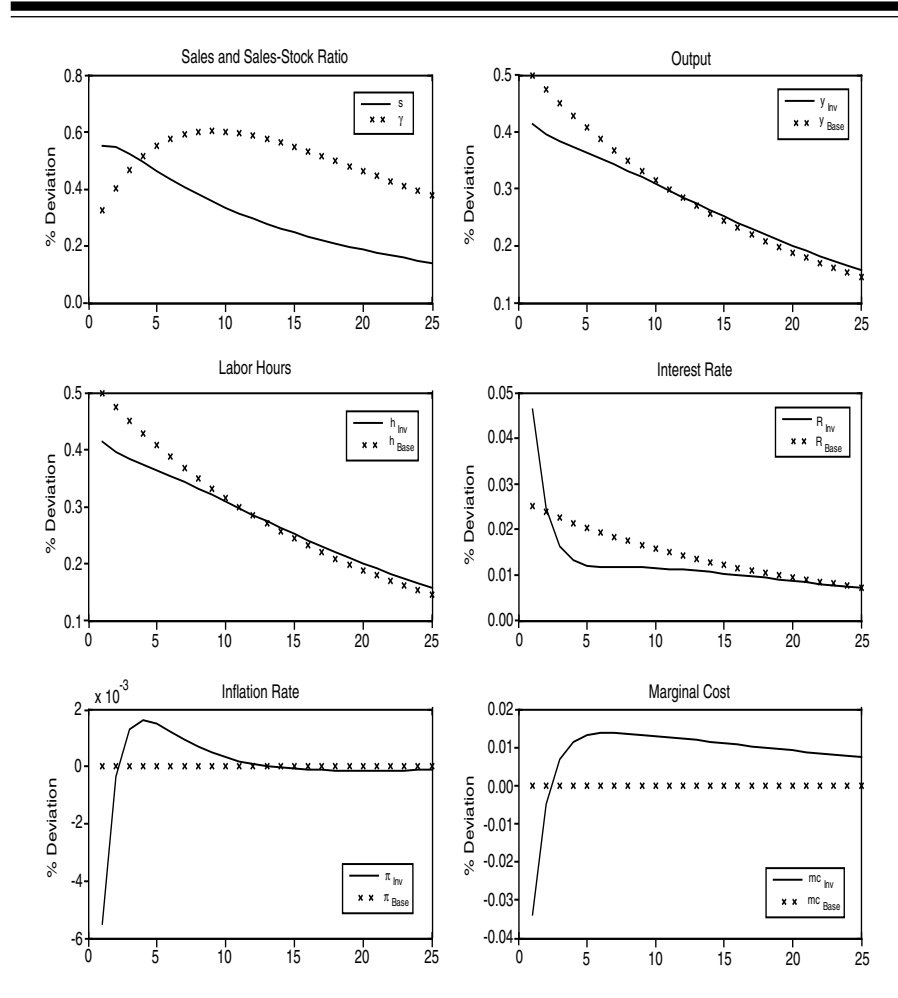 Sales and Sales-Stock Ratio
% Deviation
0.8
0.6
0.4
0.2
0.0
0 5 10 15 20 25
s
γ
Output
% Deviation
0.5
0.4
0.3
0.2
0.1
0 5 10 15 20 25
y Inv
y Base
Labor Hours
% Deviation
0.5
0.4
0.3
0.2
0.1
0 5 10 15 20 25
h Inv
h Base
Interest Rate
% Deviation
0.05
0.04
0.03
0.02
0.01
0.00
0 5 10 15 20 25
R Inv
R Base
Inflation Rate
x 10-3
% Deviation
2
0
-2
-4
-6
0 5 10 15 20 25
π Inv
π Base
Marginal Cost
% Deviation
0.02
0.01
0.00
-0.01
-0.02
-0.03
-0.04
0 5 10 15 20 25
mc Inv
mc Base